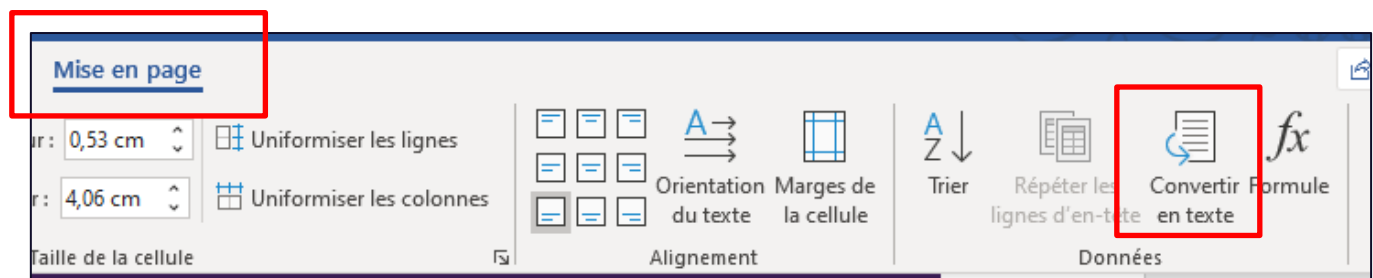 Mise en page
ur : 0,53 cm
Uniformiser les lignes
r : 4,06 cm
Uniformiser les colonnes
Taille de la cellule
Orientation du texte
Marges de la cellule
Alignement
A
Z
Trier
Répéter les lignes d'en-tête
Convertir en texte
fx
Formule
Données